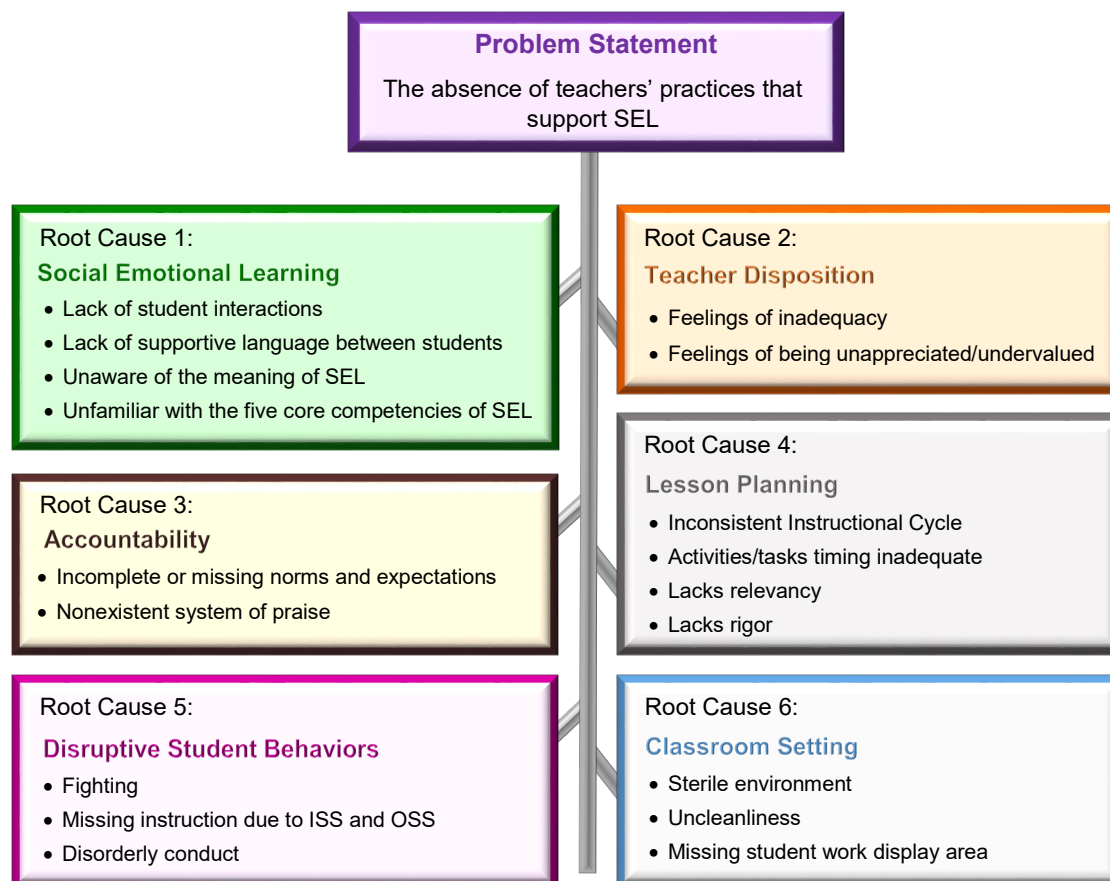 Problem Statement
The absence of teachers’ practices that
support SEL
Root Cause 1:
Social Emotional Learning
• Lack of student interactions
• Lack of supportive language between students
• Unaware of the meaning of SEL
• Unfamiliar with the five core competencies of SEL
Root Cause 2:
Teacher Disposition
• Feelings of inadequacy
• Feelings of being unappreciated/undervalued
Root Cause 3:
Accountability
• Incomplete or missing norms and expectations
• Nonexistent system of praise
Root Cause 4:
Lesson Planning
• Inconsistent Instructional Cycle
• Activities/tasks timing inadequate
• Lacks relevancy
• Lacks rigor
Root Cause 5:
Disruptive Student Behaviors
• Fighting
• Missing instruction due to ISS and OSS
• Disorderly conduct
Root Cause 6:
Classroom Setting
• Sterile environment
• Uncleanliness
• Missing student work display area